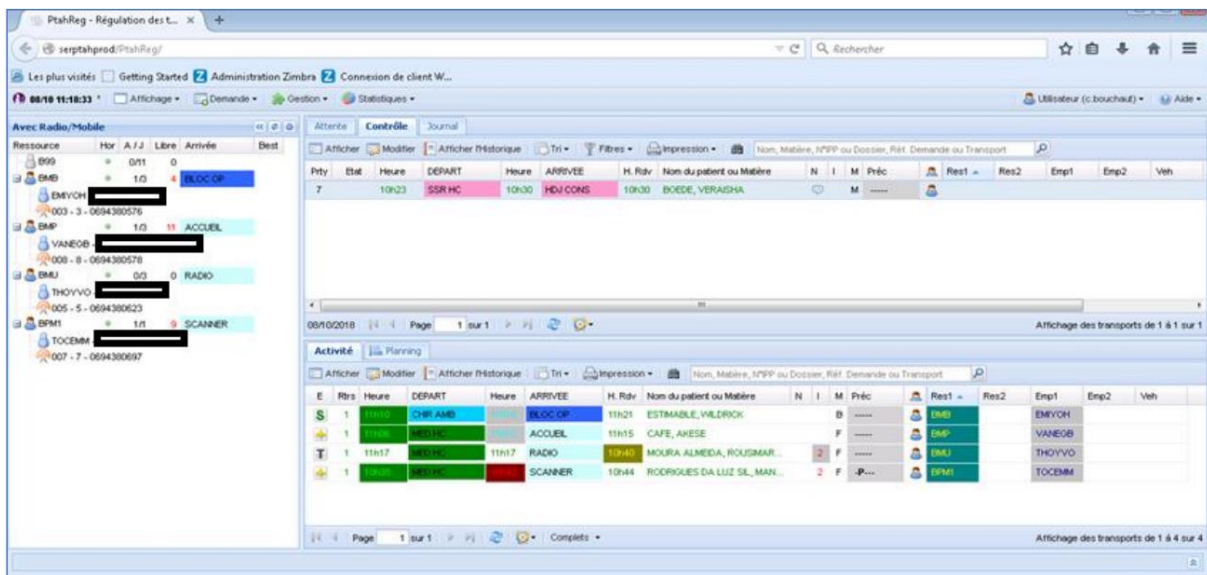 PtahReg - Régulation des t... × +
serptahprod/PtahReg/ Rechercher
Les plus visités Getting Started Administration Zimbra Connexion de client W...
08/10 11:18:33 Affichage Demande Gestion Statistiques Utilisateur (c.bouchaut) Aide
Avec Radio/Mobile
Ressource Hor A / J Libre Arrivée Best
B99 0/11 0
BMB 1/3 4 BLOC OP
EMIYOH
003 - 3 - 0694380576
BMP 1/3 11 ACCUEIL
VANEGB -
008 - 8 - 0694380578
BMU 0/3 0 RADIO
THOYVO -
005 - 5 - 0694380623
BPM1 1/1 9 SCANNER
TOCEMM -
007 - 7 - 0694380697
Attente Contrôle Journal
Afficher Modifier Afficher l'Historique Tri Filtres Impression Nom, Matière, N°IPP ou Dossier, Réf. Demande ou Transport
Prty Etat Heure DEPART Heure ARRIVEE H. Rdv Nom du patient ou Matière N I M Préc Res1 Res2 Emp1 Emp2 Veh
7 10h23 SSR HC 10h30 HDJ CONS 10h30 BOEDE, VERAISHA M -----
08/10/2018 Page 1 sur 1 Affichage des transports de 1 à 1 sur 1
Activité Planning
Afficher Modifier Afficher l'Historique Tri Impression Nom, Matière, N°IPP ou Dossier, Réf. Demande ou Transport
E Rtrs Heure DEPART Heure ARRIVEE H. Rdv Nom du patient ou Matière N I M Préc Res1 Res2 Emp1 Emp2 Veh
S 1 11h10 CHIR AMB BLOC OP 11h21 ESTIMABLE, WILDRICK B ----- BMB EMIYOH
1 11h06 MED HC ACCUEIL 11h15 CAFE, AKESE F ----- BMP VANEGB
T 1 11h17 MED HC 11h17 RADIO 10h40 MOURA ALMEIDA, ROUSIMAR... 2 F ----- BMU THOYVO
1 10h35 MED HC SCANNER 10h44 RODRIGUES DA LUZ SIL, MAN... 2 F -P--- BPM1 TOCEMM
Page 1 sur 1 Complets Affichage des transports de 1 à 4 sur 4